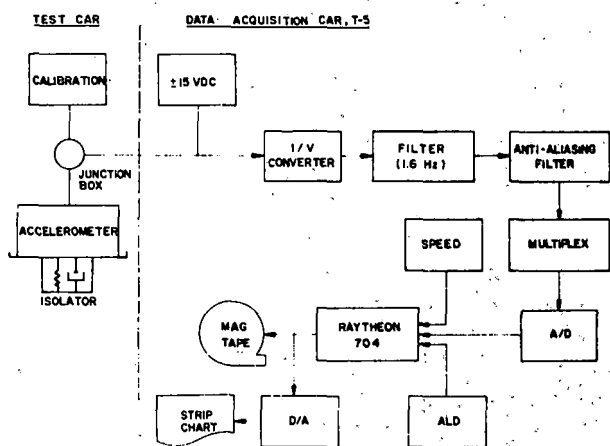 TEST CAR
DATA ACQUISITION CAR, T-5
CALIBRATION
±15 VDC
JUNCTION
BOX
I/V
CONVERTER
FILTER
(1.6 Hz)
ANTI-ALIASING
FILTER
ACCELEROMETER
ISOLATOR
SPEED
MULTIPLEX
MAG
TAPE
RAYTHEON
704
A/D
STRIP
CHART
D/A
ALD